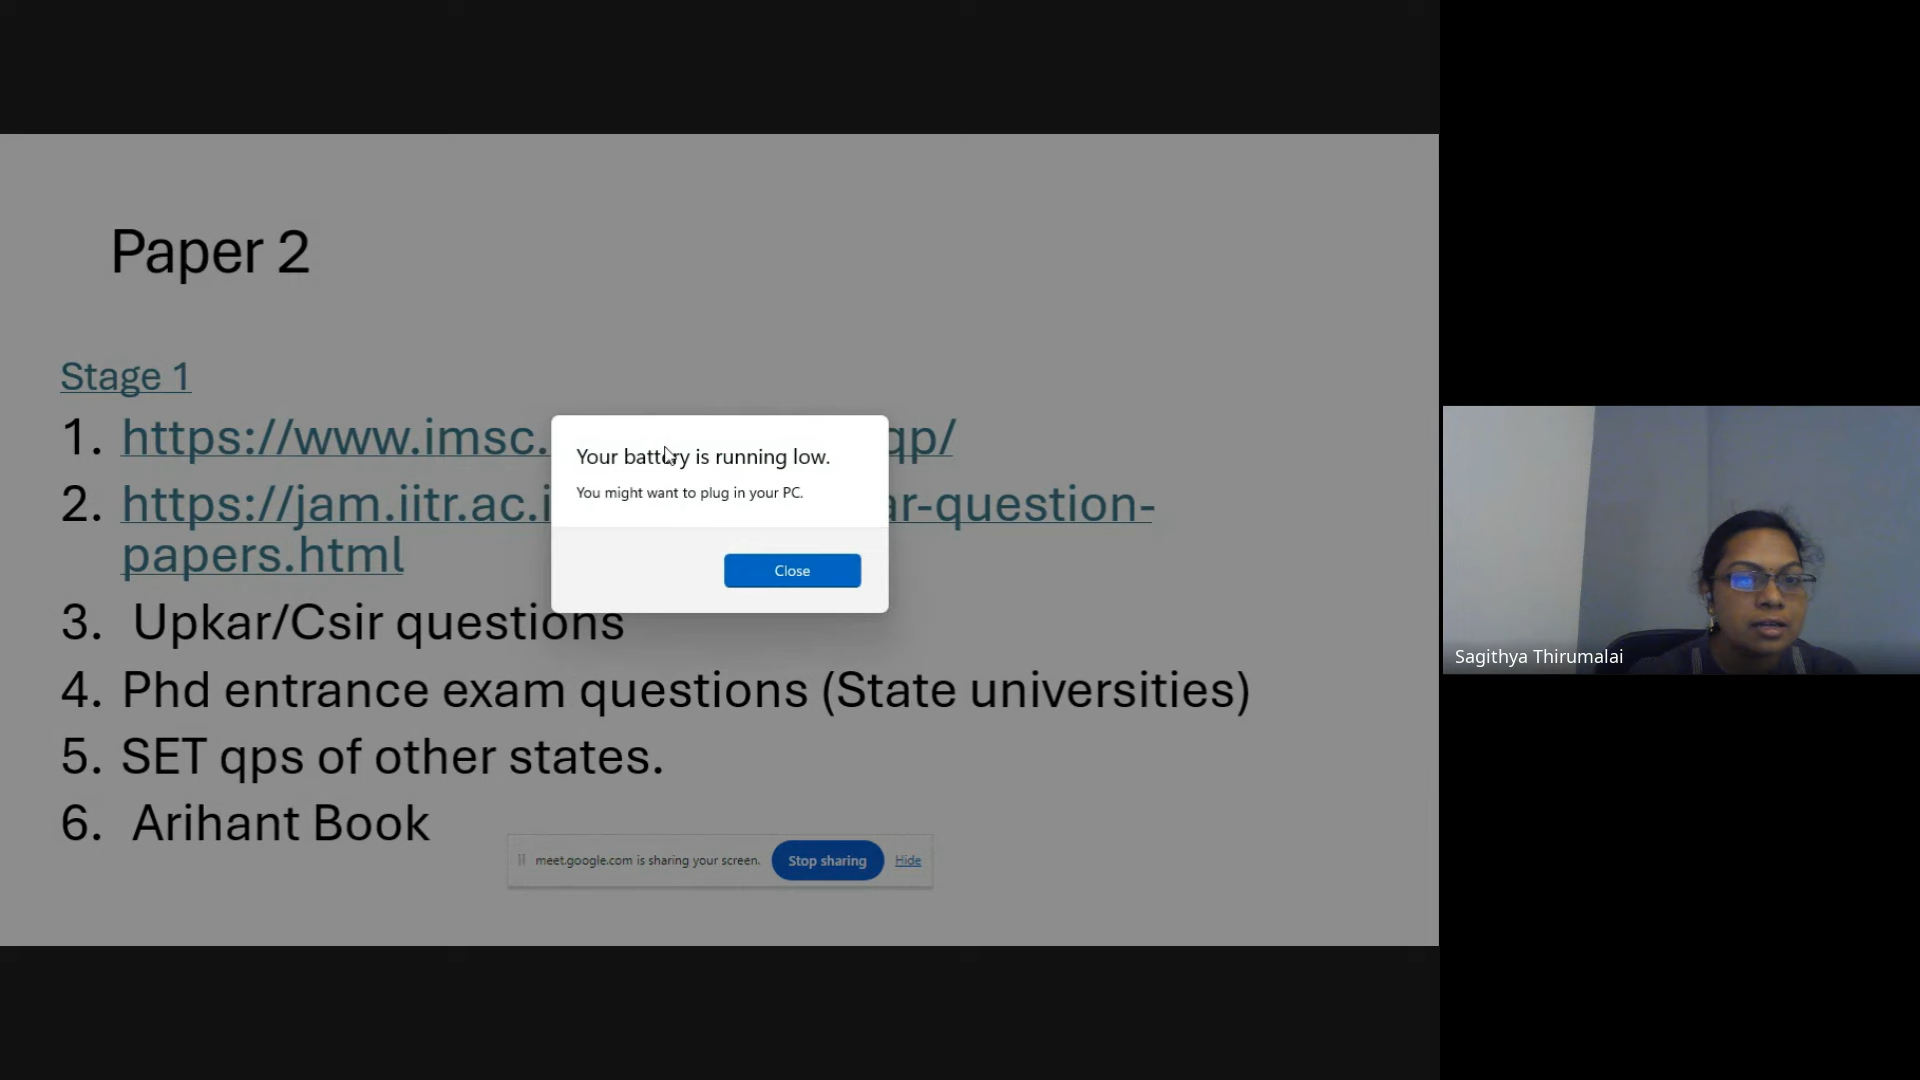 Paper 2
Stage 1
1. https://www.imsc. qp/
2. https://jam.iitr.ac.i ar-question-
papers.html
3. Upkar/Csir questions
4. Phd entrance exam questions (State universities)
5. SET qps of other states.
6. Arihant Book
Your battery is running low.
You might want to plug in your PC.
Close
meet.google.com is sharing your screen. Stop sharing Hide
Sagithya Thirumalai